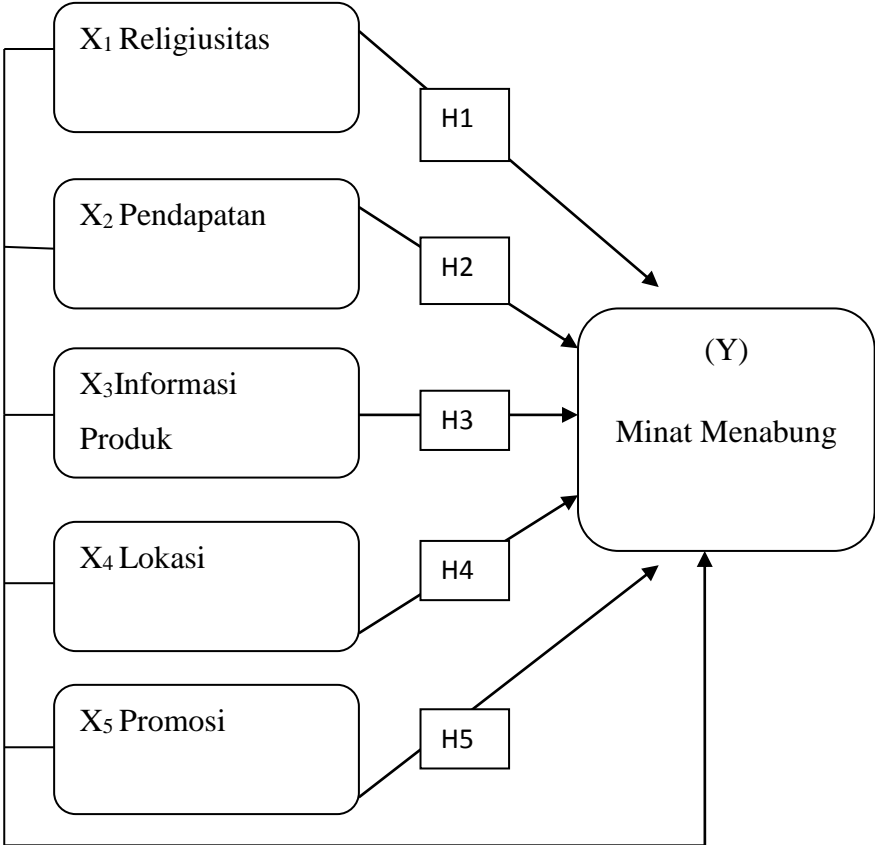 X₁ Religiusitas
H1
X₂ Pendapatan
H2
X₃Informasi
Produk
H3
(Y)
Minat Menabung
X₄ Lokasi
H4
X₅ Promosi
H5